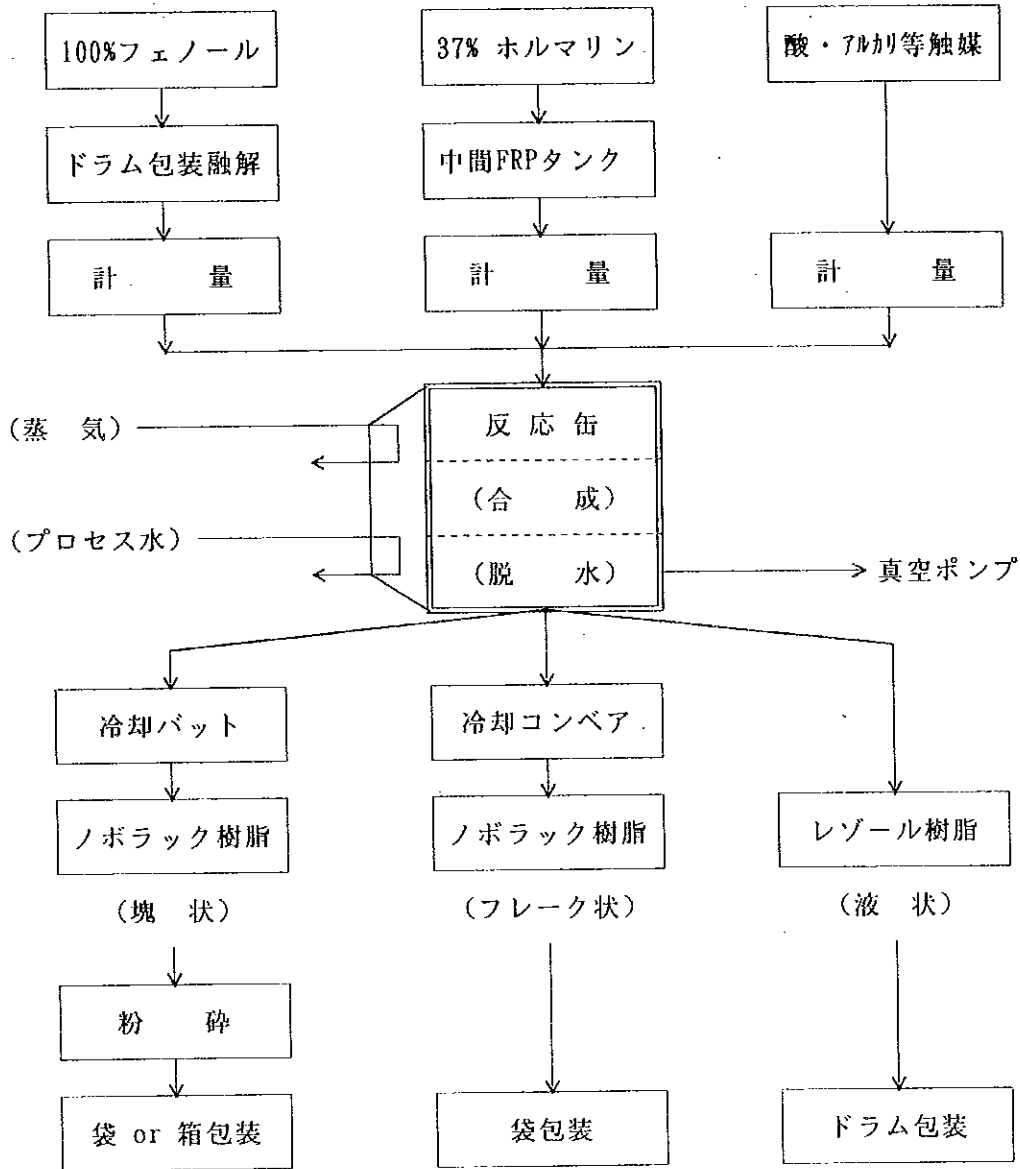 100%フェノール
37% ホルマリン
酸・アルカリ等触媒
ドラム包装融解
中間FRPタンク
計　　量
計　　量
計　　量
反 応 缶
(蒸　気)
(合　　成)
(プロセス水)
(脱　　水)
真空ポンプ
冷却バット
冷却コンベア
ノボラック樹脂
ノボラック樹脂
レゾール樹脂
(塊　状)
(フレーク状)
(液　状)
粉　　砕
袋 or 箱包装
袋包装
ドラム包装